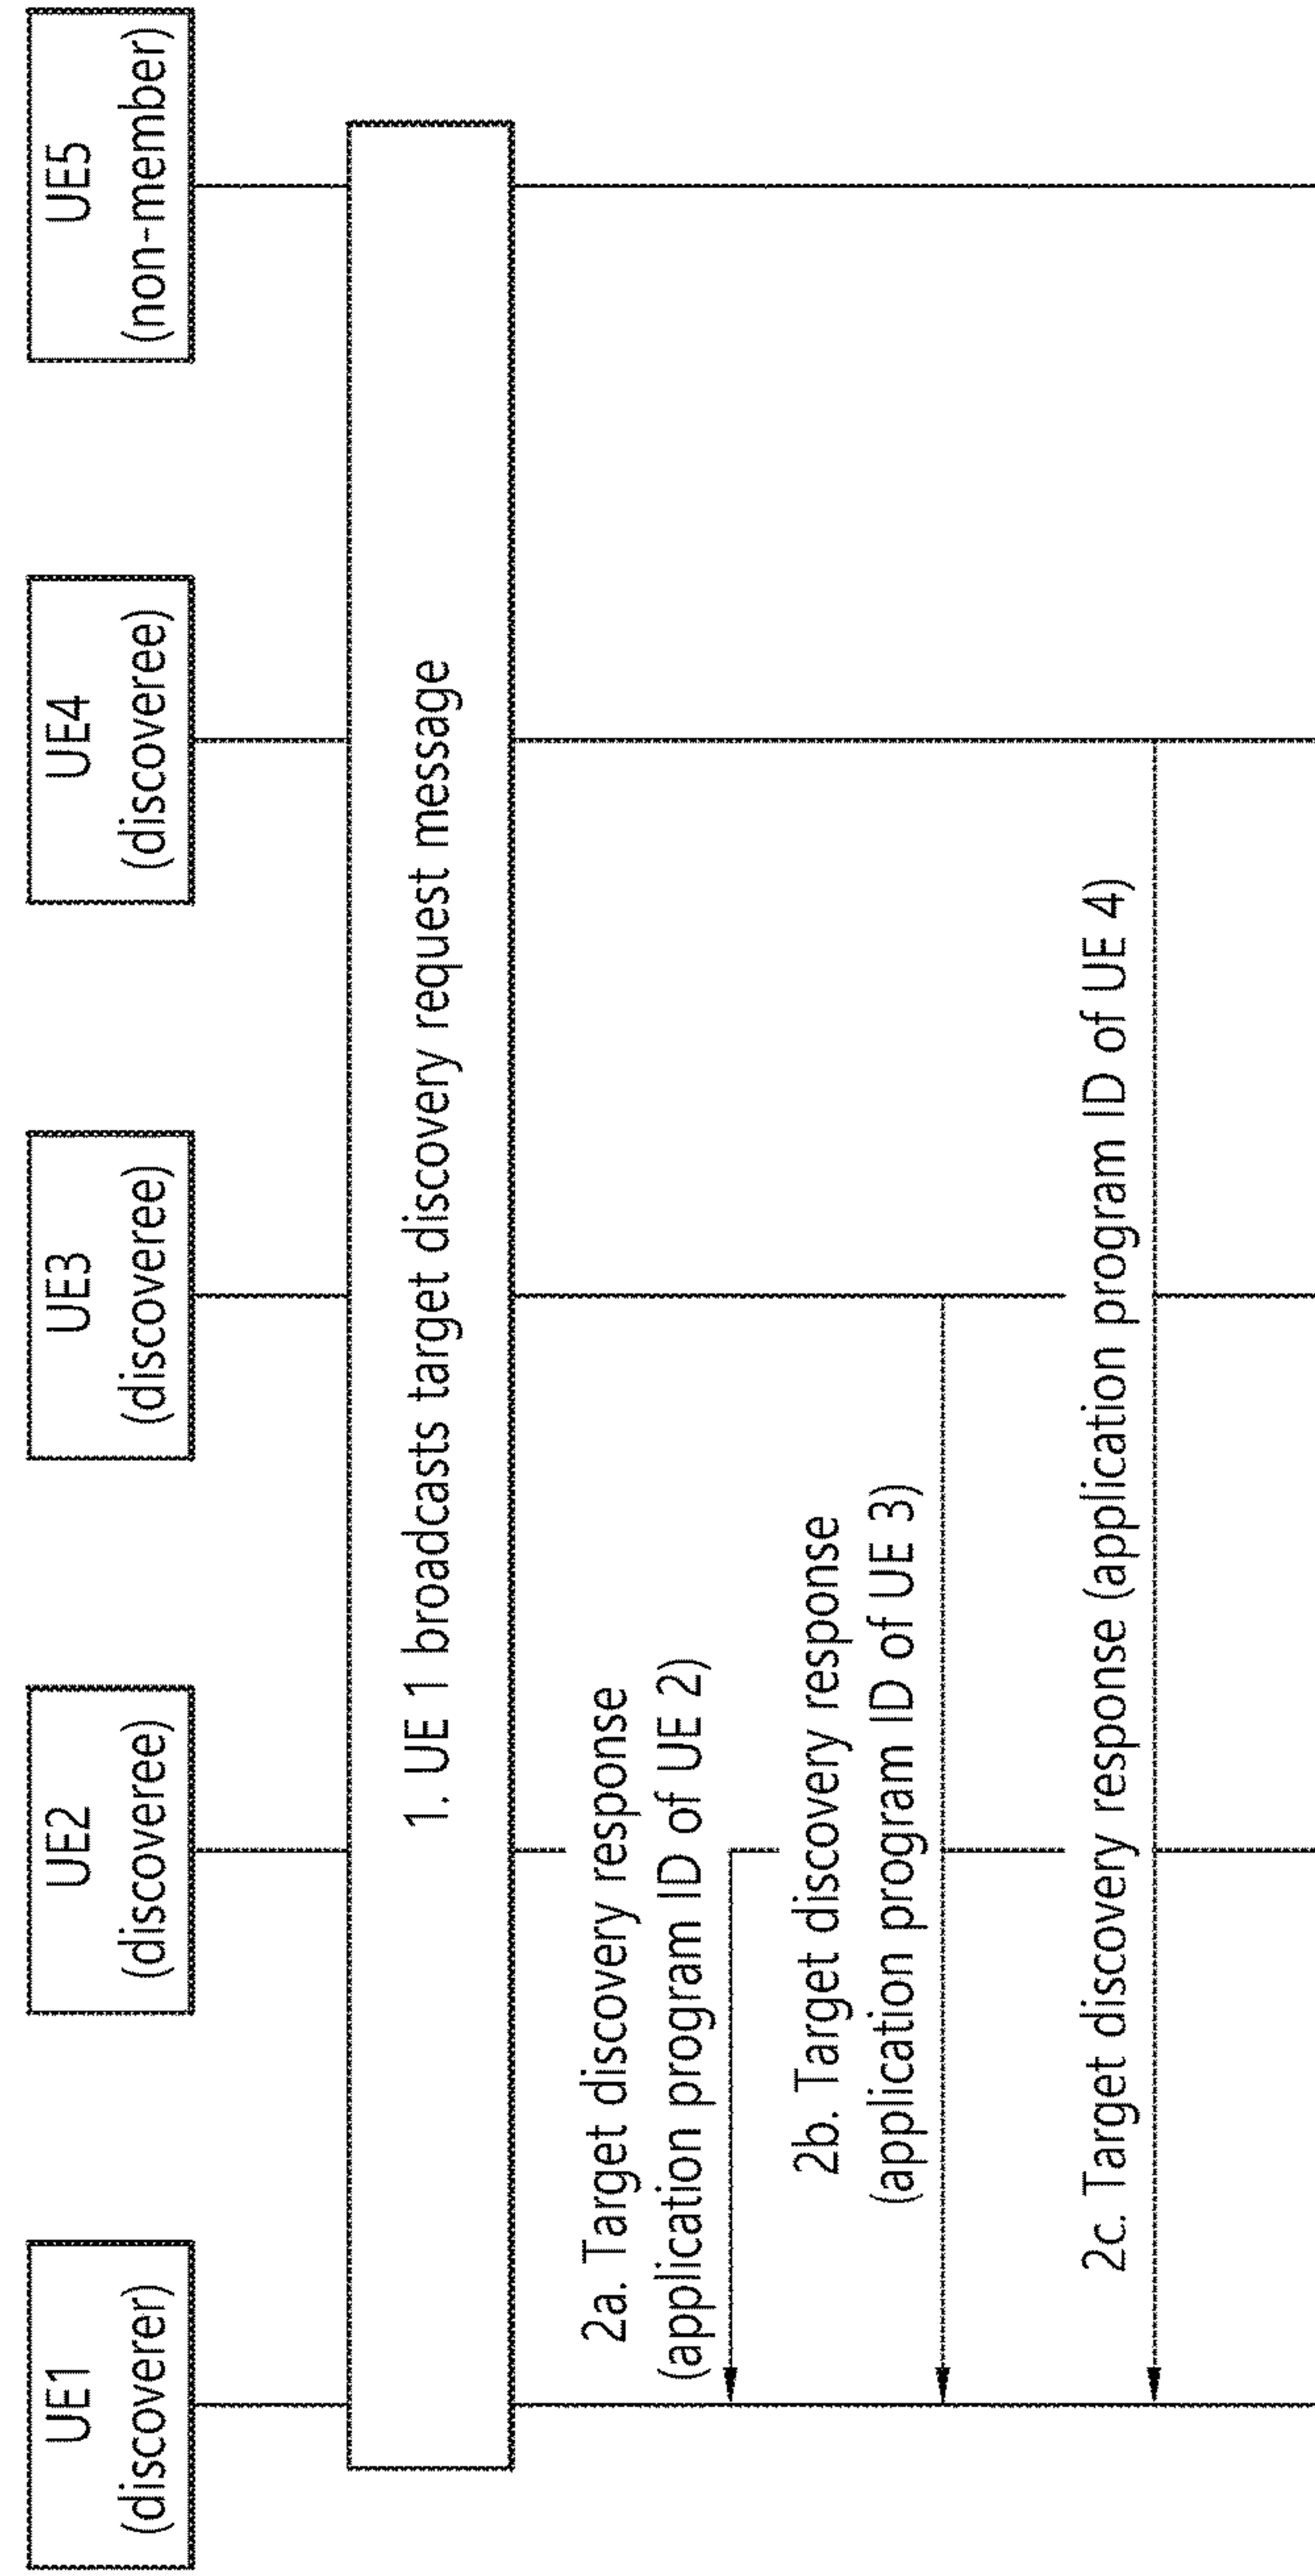 UE1
(discoverer)
UE2
(discoveree)
UE3
(discoveree)
UE4
(discoveree)
UE5
(non-member)
1. UE 1 broadcasts target discovery request message
2a. Target discovery response
(application program ID of UE 2)
2b. Target discovery response
(application program ID of UE 3)
2c. Target discovery response (application program ID of UE 4)